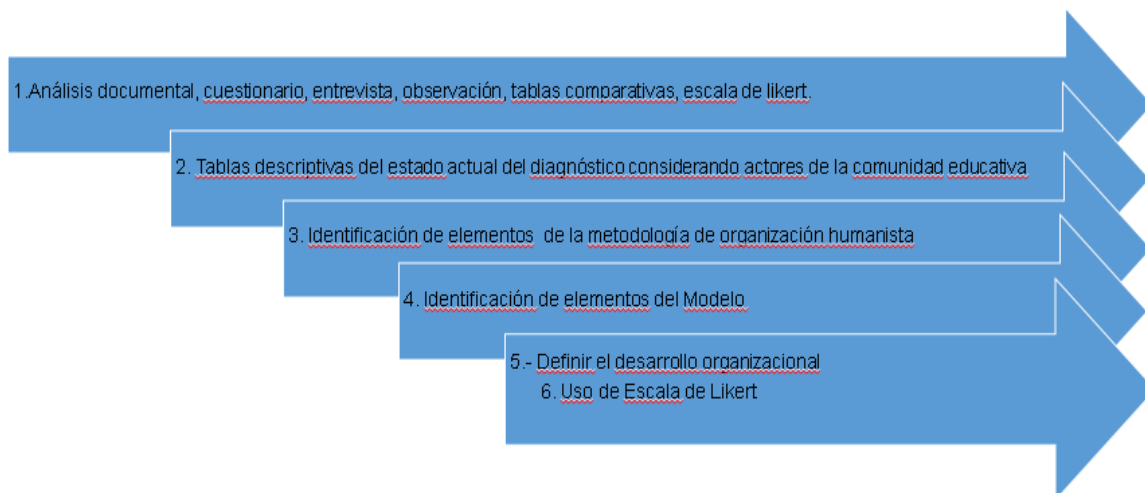 1.Análisis documental, cuestionario, entrevista, observación, tablas comparativas, escala de likert.
2. Tablas descriptivas del estado actual del diagnóstico considerando actores de la comunidad educativa
3. Identificación de elementos de la metodología de organización humanista
4. Identificación de elementos del Modelo
5.- Definir el desarrollo organizacional
6. Uso de Escala de Likert